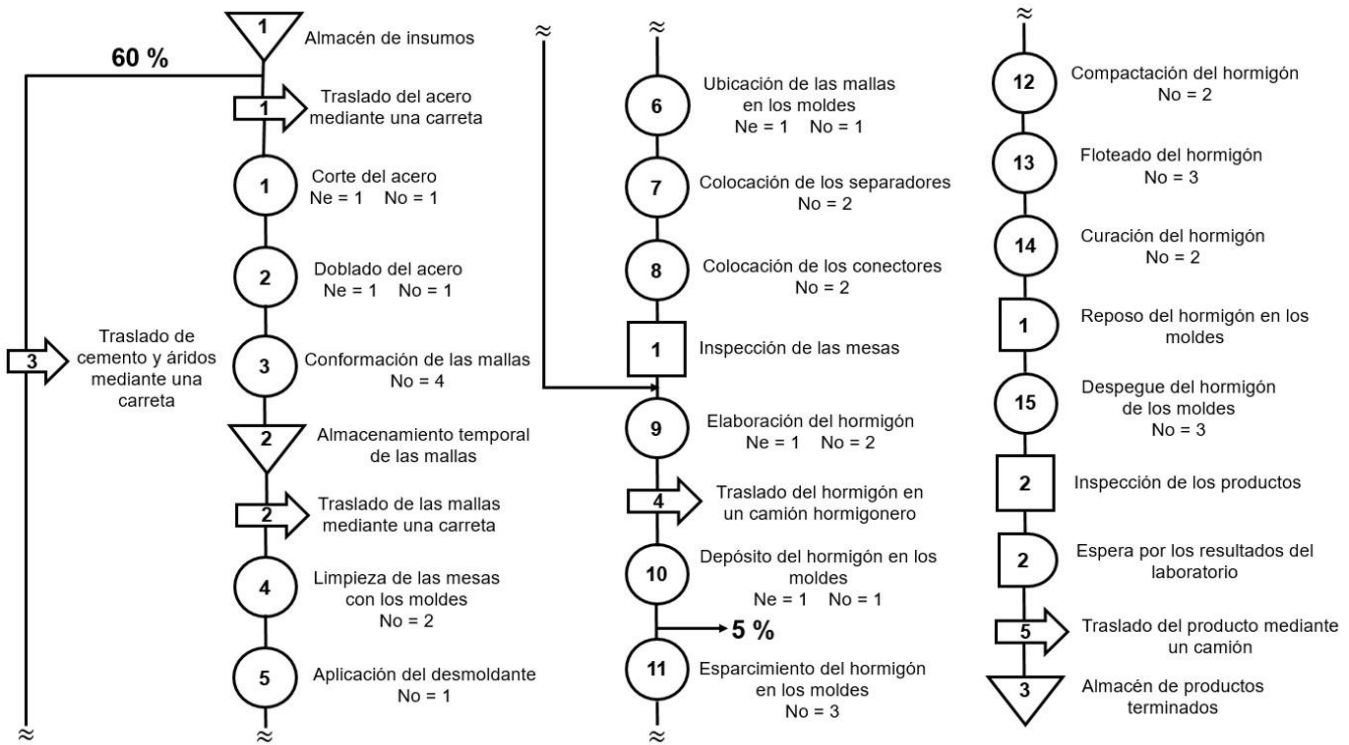 1
Almacén de insumos
60 %
1
Traslado del acero
mediante una carreta
1
Corte del acero
Ne = 1 No = 1
2
Doblado del acero
Ne = 1 No = 1
3
Traslado de
cemento y áridos
mediante una
carreta
3
Conformación de las mallas
No = 4
2
Almacenamiento temporal
de las mallas
2
Traslado de las mallas
mediante una carreta
4
Limpieza de las mesas
con los moldes
No = 2
5
Aplicación del desmoldante
No = 1
≈
≈
≈
≈
6
Ubicación de las mallas
en los moldes
Ne = 1 No = 1
7
Colocación de los separadores
No = 2
8
Colocación de los conectores
No = 2
1
Inspección de las mesas
9
Elaboración del hormigón
Ne = 1 No = 2
4
Traslado del hormigón en
un camión hormigonero
10
Depósito del hormigón en los
moldes
Ne = 1 No = 1
5 %
11
Esparcimiento del hormigón
en los moldes
No = 3
≈
≈
12
Compactación del hormigón
No = 2
13
Floteado del hormigón
No = 3
14
Curación del hormigón
No = 2
1
Reposo del hormigón en los
moldes
15
Despegue del hormigón
de los moldes
No = 3
2
Inspección de los productos
2
Espera por los resultados del
laboratorio
5
Traslado del producto mediante
un camión
3
Almacén de productos
terminados